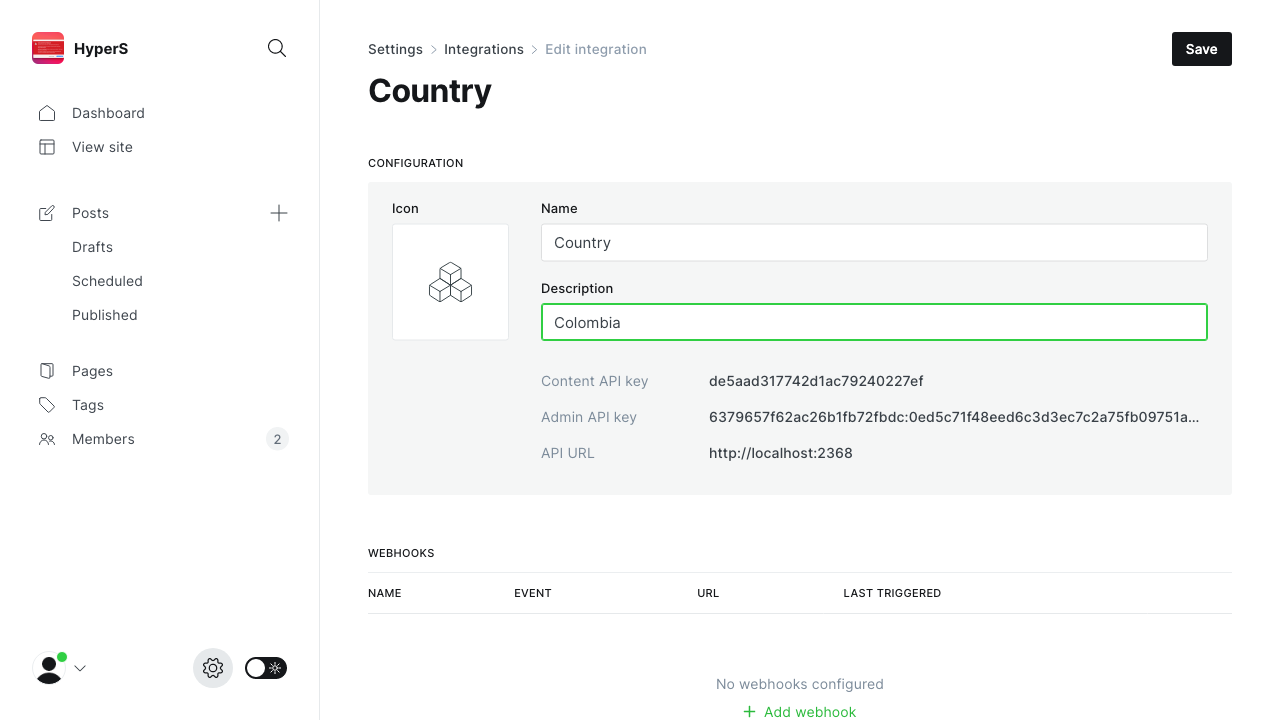 HyperS
Dashboard
View site
Posts
Drafts
Scheduled
Published
Pages
Tags
Members 2
Settings Integrations Edit integration
Save
Country
CONFIGURATION
Icon
Name
Country
Description
Colombia
Content API key de5aad317742d1ac79240227ef
Admin API key 6379657f62ac26b1fb72fbdc:0ed5c71f48eed6c3d3ec7c2a75fb09751a...
API URL http://localhost:2368
WEBHOOKS
NAME EVENT URL LAST TRIGGERED
No webhooks configured
Add webhook